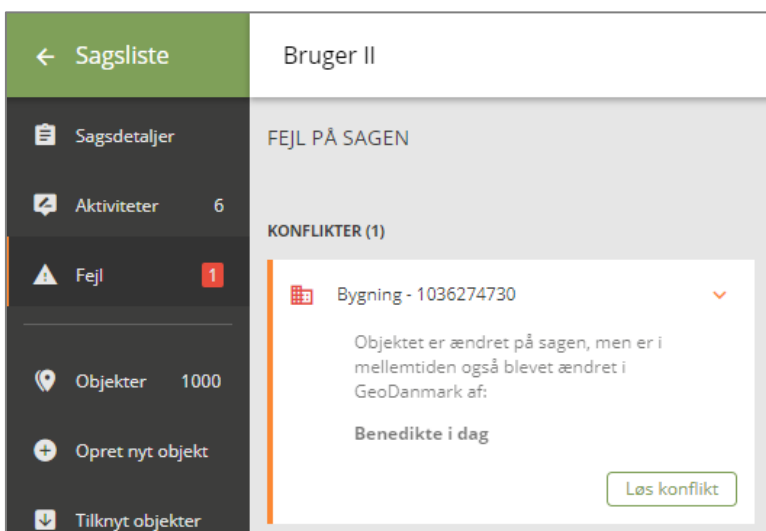 Sagsliste
Bruger II
Sagsdetaljer
Aktiviteter 6
Fejl 1
Objekter 1000
Opret nyt objekt
Tilknyt objekter
FEJL PÅ SAGEN
KONFLIKTER (1)
Bygning - 1036274730
Objektet er ændret på sagen, men er i
mellemtiden også blevet ændret i
GeoDanmark af:
Benedikte i dag
Løs konflikt